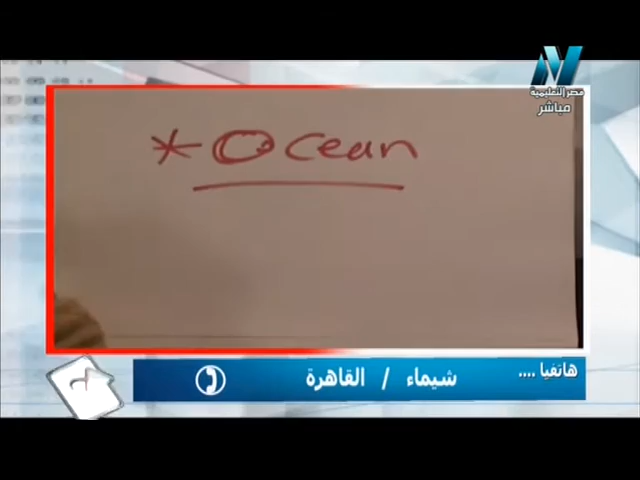 مصر التعليمية
مباشر
* Ocean
هاتفيا ....
شيماء / القاهرة